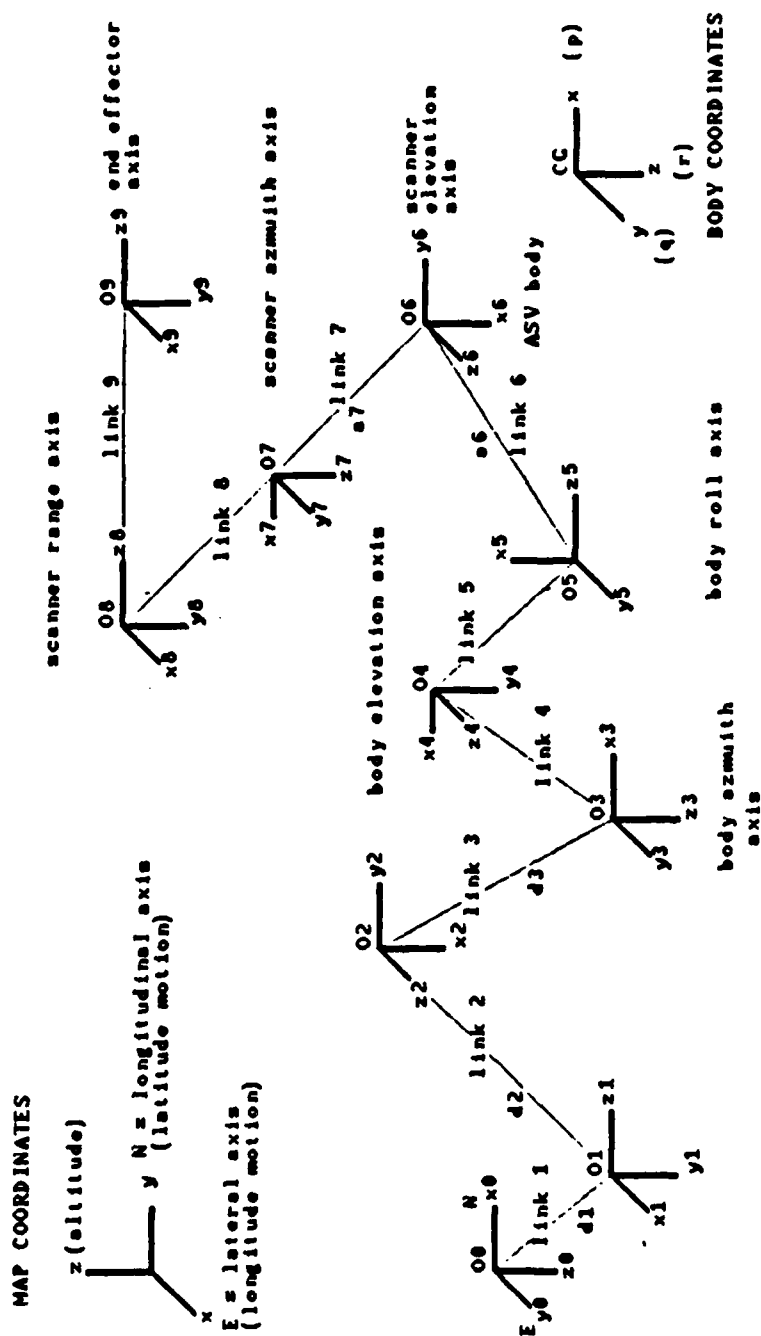 MAP COORDINATES
z(altitude)
y N = longitudinal axis
(latitude motion)
x
E = lateral axis
(longitude motion)
scanner range axis
O8
z8
x8
y8
link 9
O9
z9
x9
y9
end effector
axis
link 8
O7
x7
y7
z7
scanner azmuith axis
link 7
a7
O6
y6
z6
x6
scanner
elevation
axis
ASV body
a6
link 6
body elevation axis
O4
x4
z4
y4
link 5
x5
z5
O5
y5
body roll axis
link 4
O2
y2
z2
x2
link 3
d3
O3
x3
y3
z3
body azmuith
axis
link 2
d2
O0
N
x0
z0
E y0
link 1
d1
O1
z1
x1
y1
CG
x (p)
y
(q)
z
(r)
BODY COORDINATES